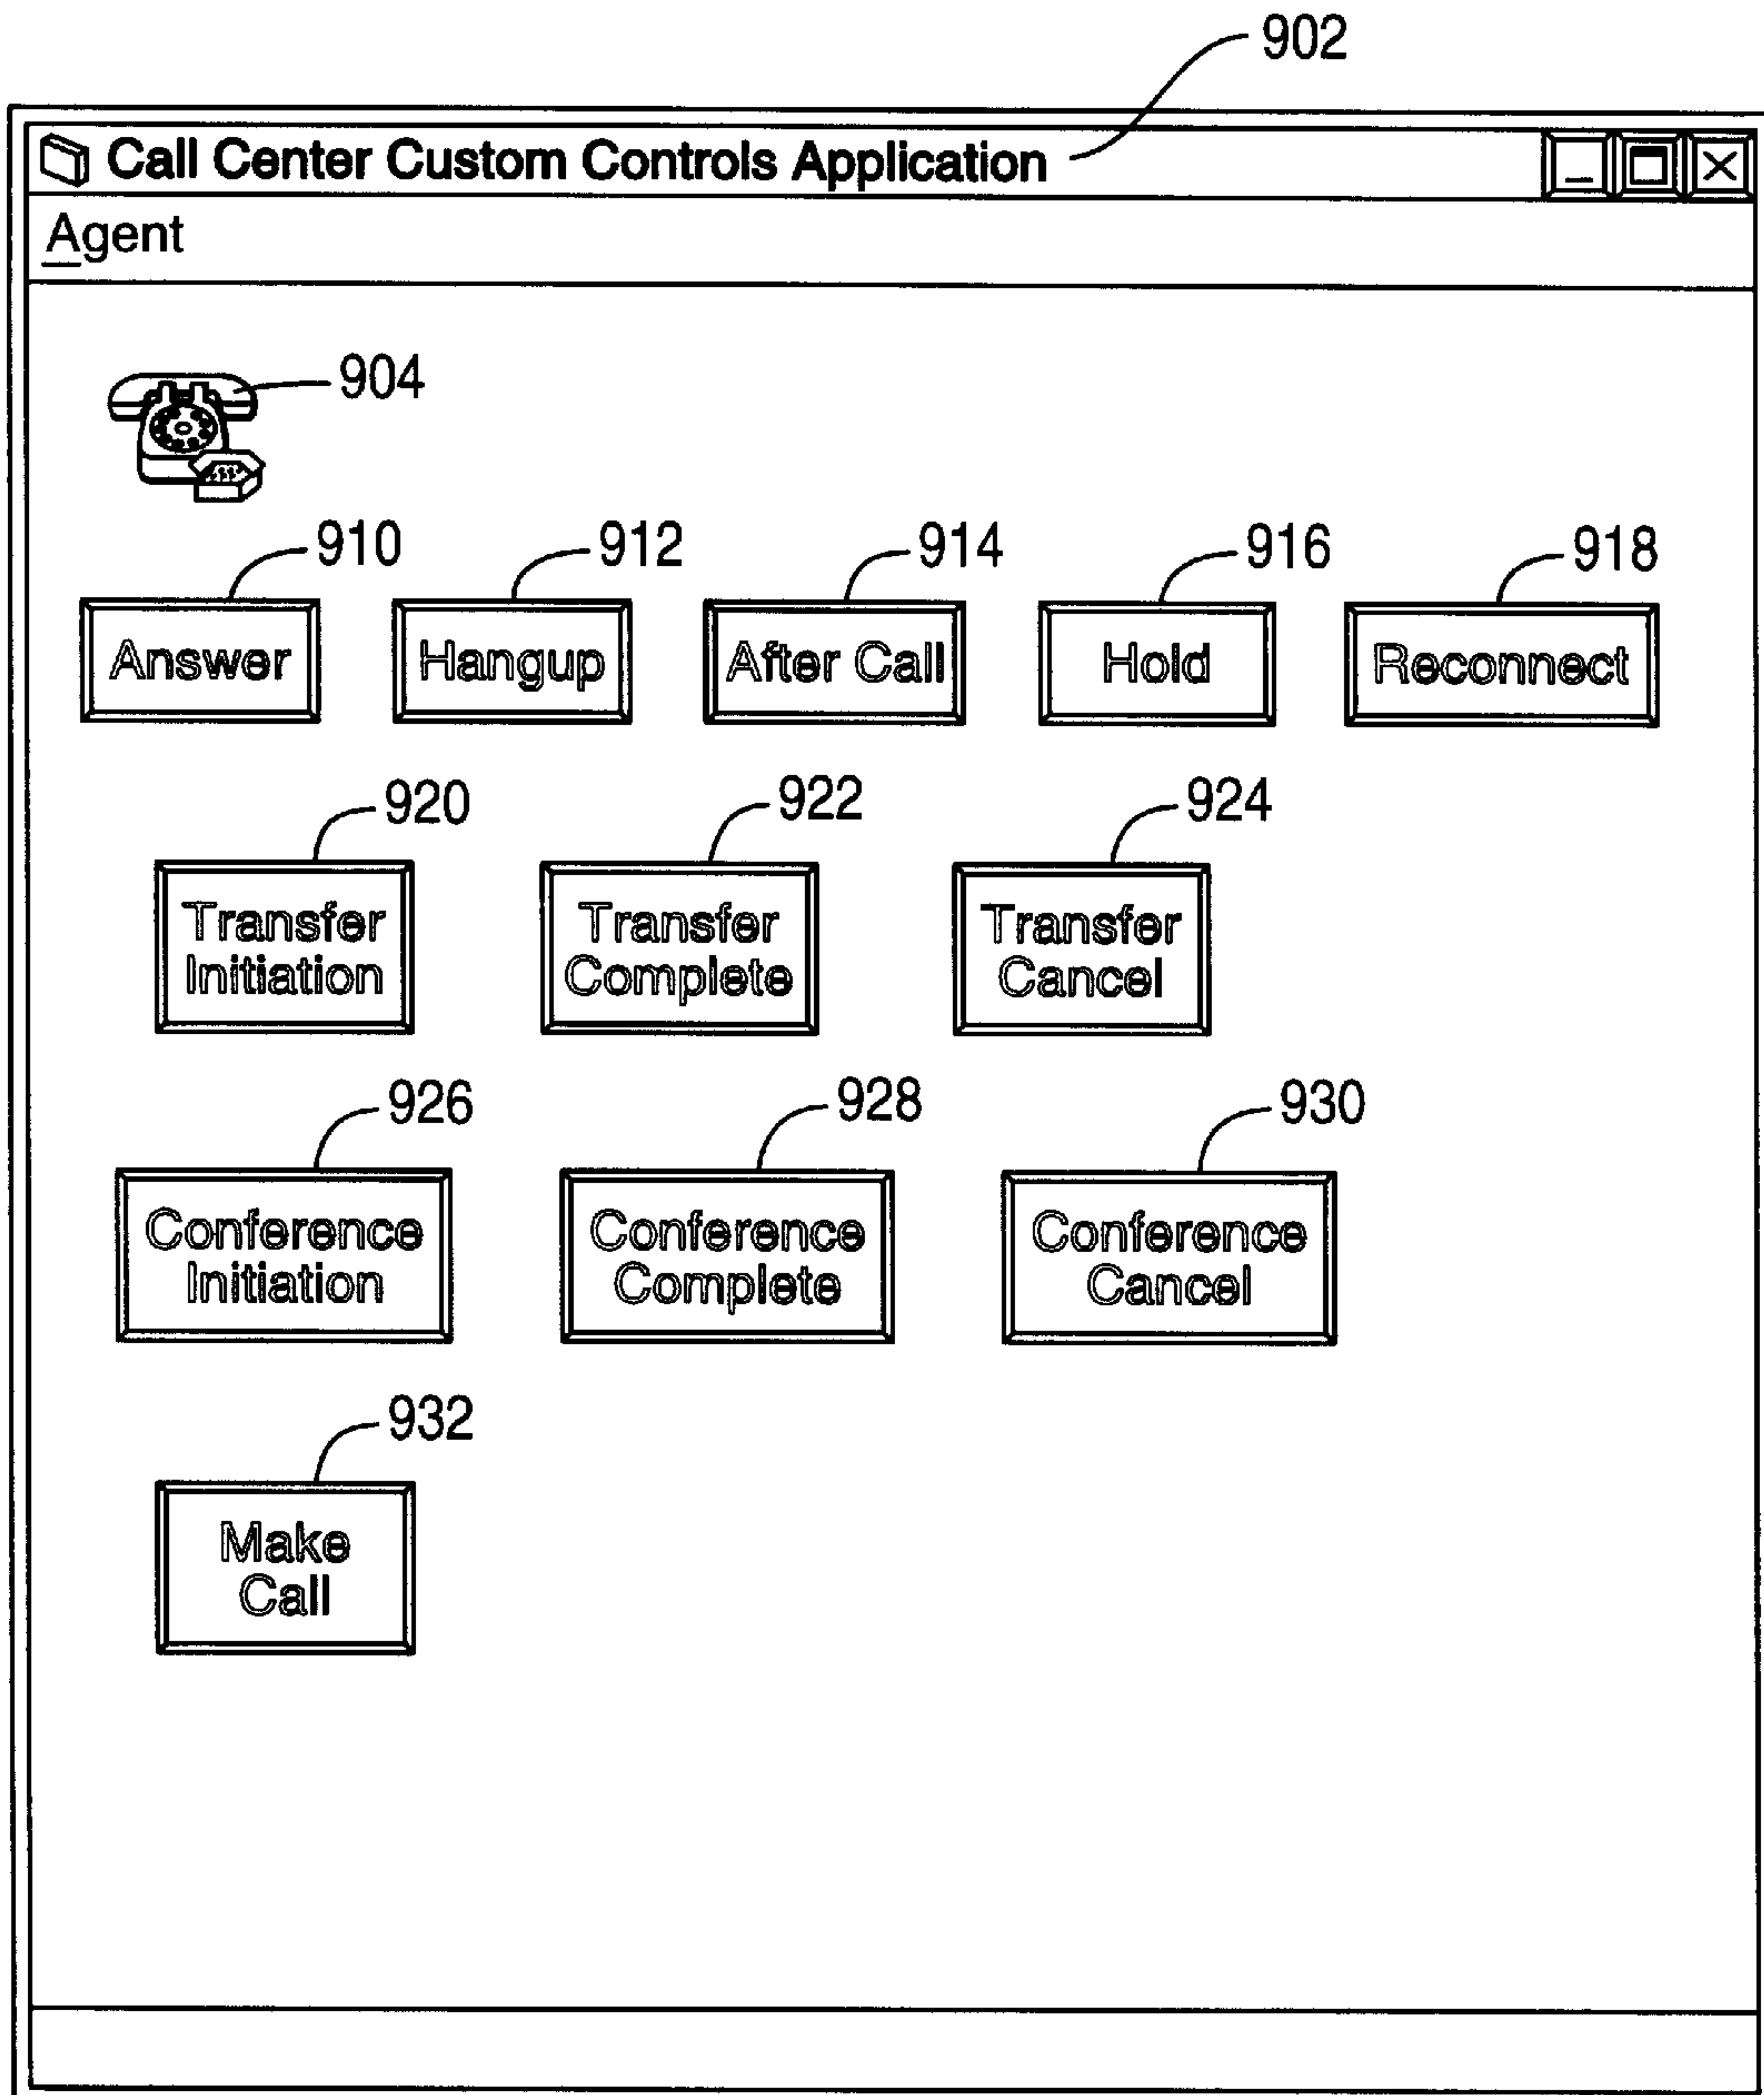 902
Call Center Custom Controls Application
Agent
904
910 912 914 916 918
Answer Hangup After Call Hold Reconnect
920 922 924
Transfer Initiation
Transfer Complete
Transfer Cancel
926 928 930
Conference Initiation
Conference Complete
Conference Cancel
932
Make
Call